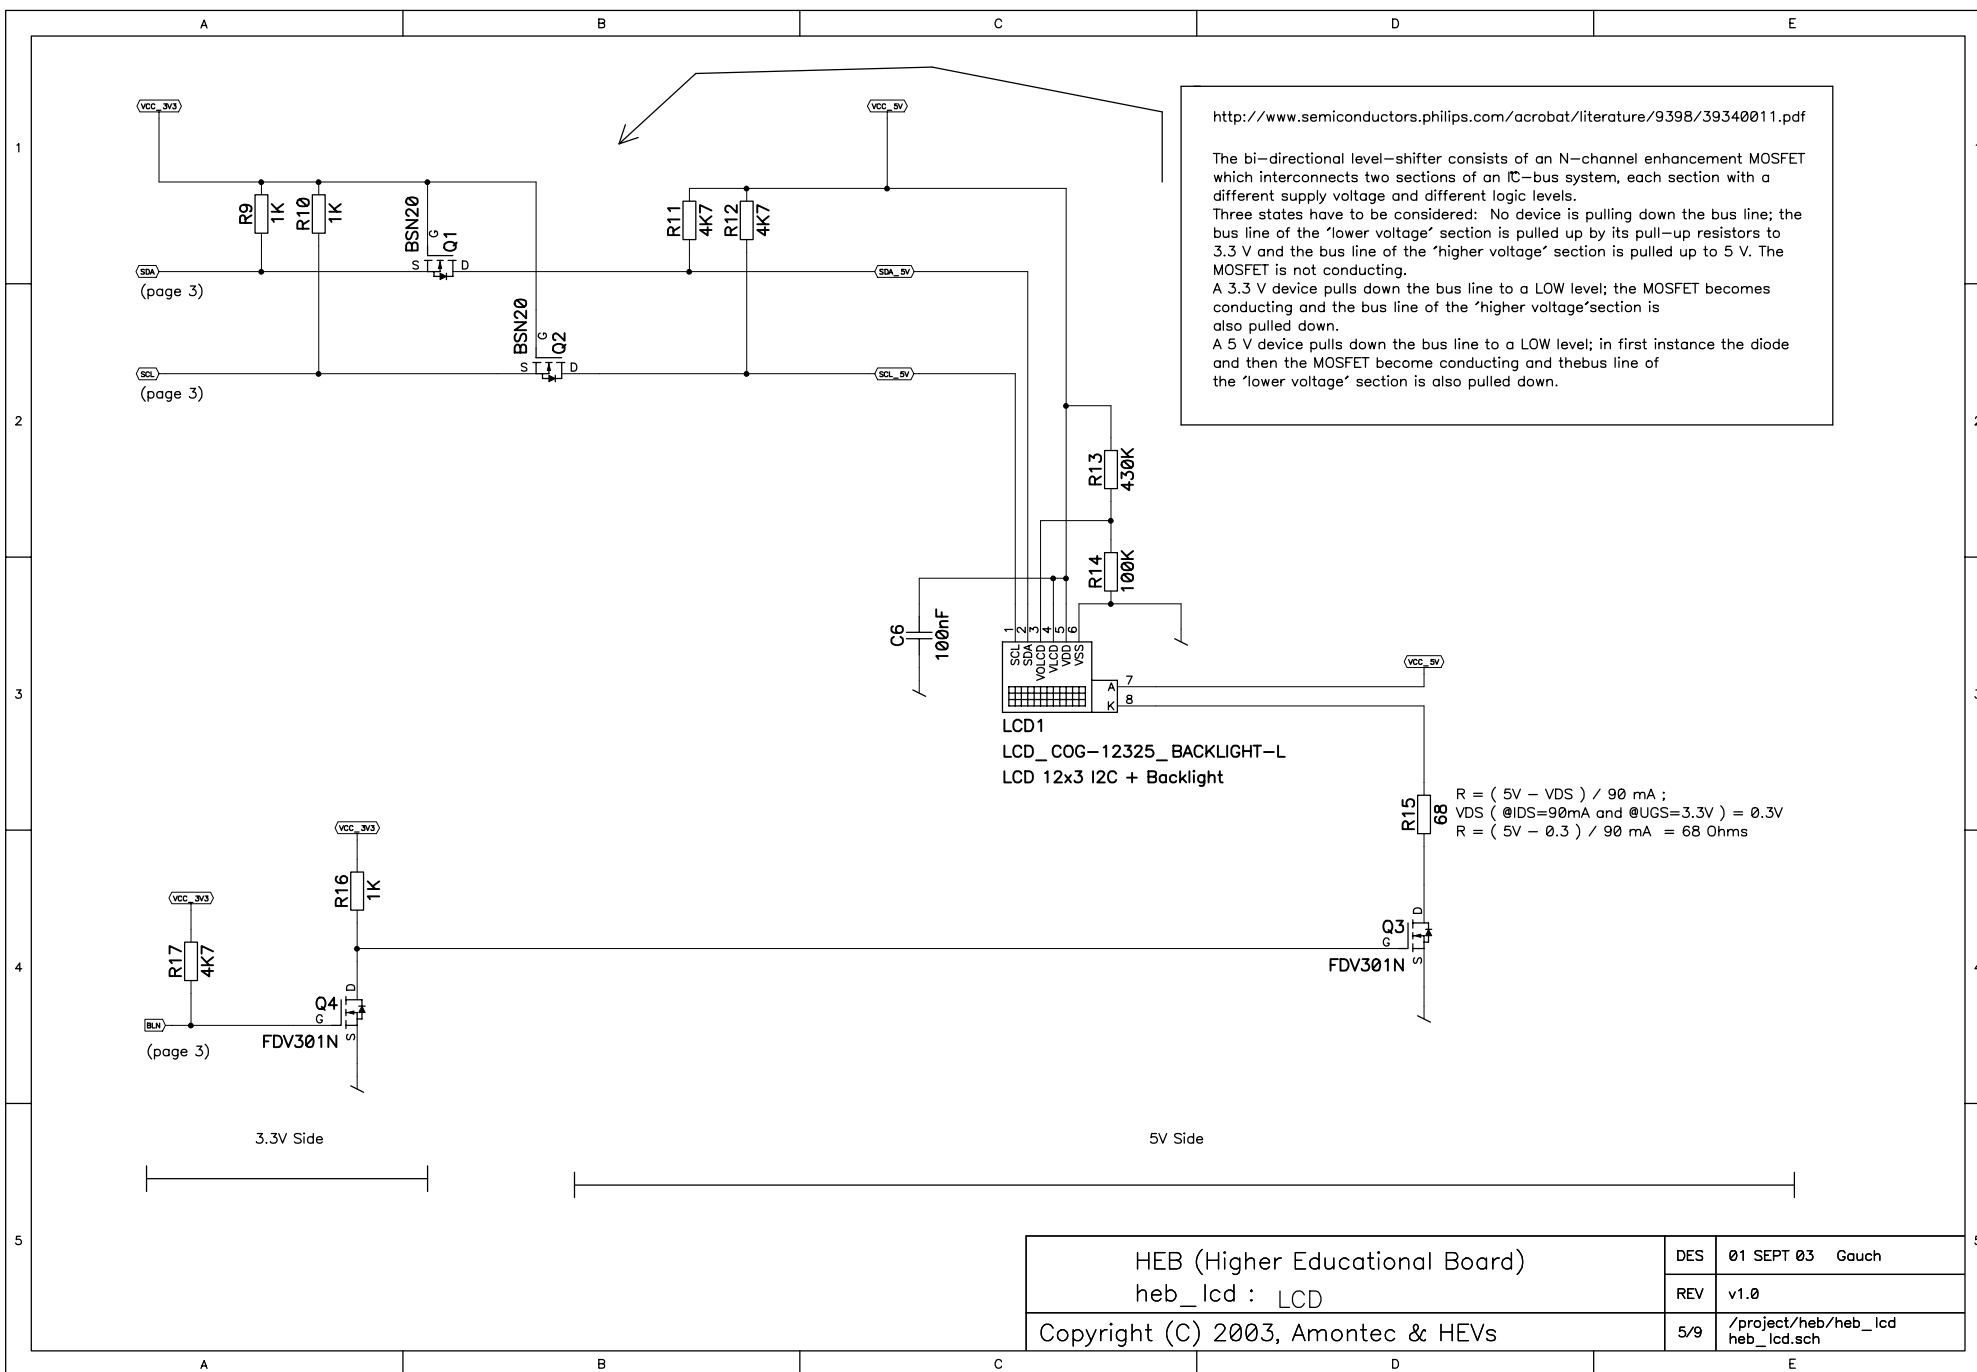 A B C D E
http://www.semiconductors.philips.com/acrobat/literature/9398/39340011.pdf
The bi-directional level-shifter consists of an N-channel enhancement MOSFET
which interconnects two sections of an I²C-bus system, each section with a
different supply voltage and different logic levels.
Three states have to be considered: No device is pulling down the bus line; the
bus line of the ′lower voltage′ section is pulled up by its pull-up resistors to
3.3 V and the bus line of the ′higher voltage′ section is pulled up to 5 V. The
MOSFET is not conducting.
A 3.3 V device pulls down the bus line to a LOW level; the MOSFET becomes
conducting and the bus line of the ′higher voltage′section is
also pulled down.
A 5 V device pulls down the bus line to a LOW level; in first instance the diode
and then the MOSFET become conducting and thebus line of
the ′lower voltage′ section is also pulled down.
VCC_3V3
VCC_5V
1
R9
1K
R10
1K
BSN20
G
Q1
S D
R11
4K7
R12
4K7
SDA
(page 3)
SDA_5V
BSN20
G
Q2
S D
SCL
(page 3)
SCL_5V
2
2
R13
430K
R14
100K
C6
100nF
1 2 3 4 5 6
SCL
SDA
VOLCD
VLCD
VDD
VSS
A 7
K 8
VCC_5V
3
3
LCD1
LCD_COG-12325_BACKLIGHT-L
LCD 12x3 I2C + Backlight
R15
68
R = ( 5V - VDS ) / 90 mA ;
VDS ( @IDS=90mA and @UGS=3.3V ) = 0.3V
R = ( 5V - 0.3 ) / 90 mA = 68 Ohms
VCC_3V3
R16
1K
VCC_3V3
R17
4K7
Q3
D
G
S
FDV301N
4
4
Q4
D
G
S
FDV301N
BLN
(page 3)
3.3V Side
5V Side
5
5
HEB (Higher Educational Board)
heb_lcd : LCD
Copyright (C) 2003, Amontec & HEVs
DES 01 SEPT 03 Gauch
REV v1.0
5/9 /project/heb/heb_lcd
heb_lcd.sch
A B C D E